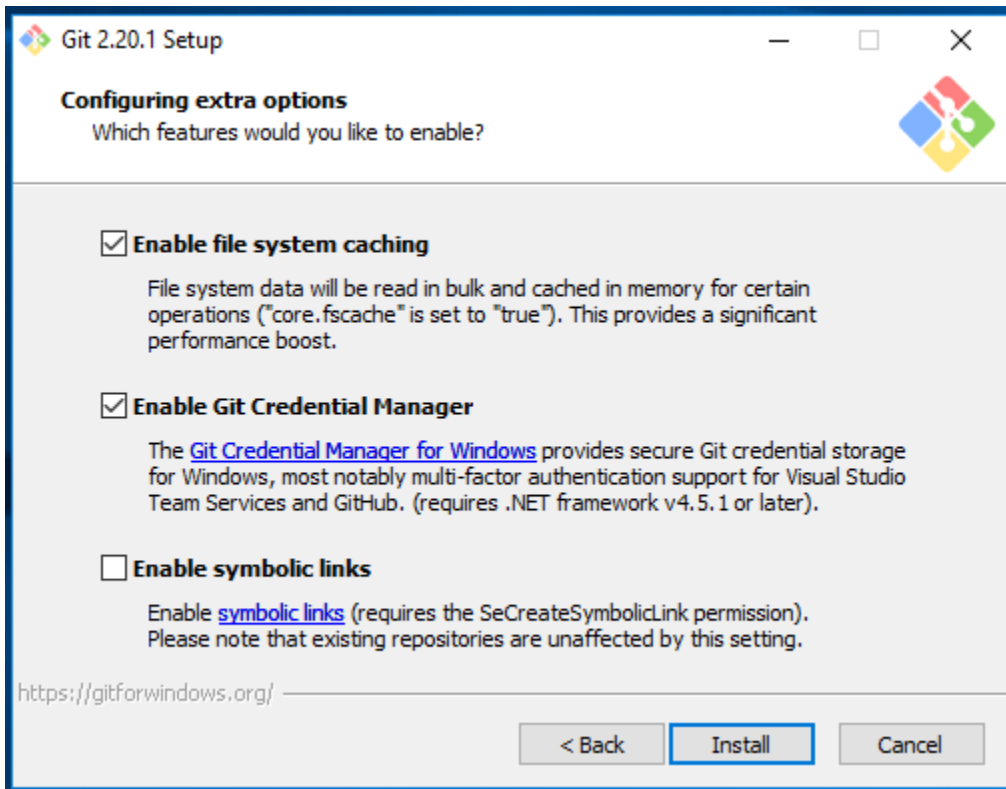 Git 2.20.1 Setup
Configuring extra options
Which features would you like to enable?
Enable file system caching
File system data will be read in bulk and cached in memory for certain
operations ("core.fscache" is set to "true"). This provides a significant
performance boost.
Enable Git Credential Manager
The Git Credential Manager for Windows provides secure Git credential storage
for Windows, most notably multi-factor authentication support for Visual Studio
Team Services and GitHub. (requires .NET framework v4.5.1 or later).
Enable symbolic links
Enable symbolic links (requires the SeCreateSymbolicLink permission).
Please note that existing repositories are unaffected by this setting.
https://gitforwindows.org/
< Back Install Cancel